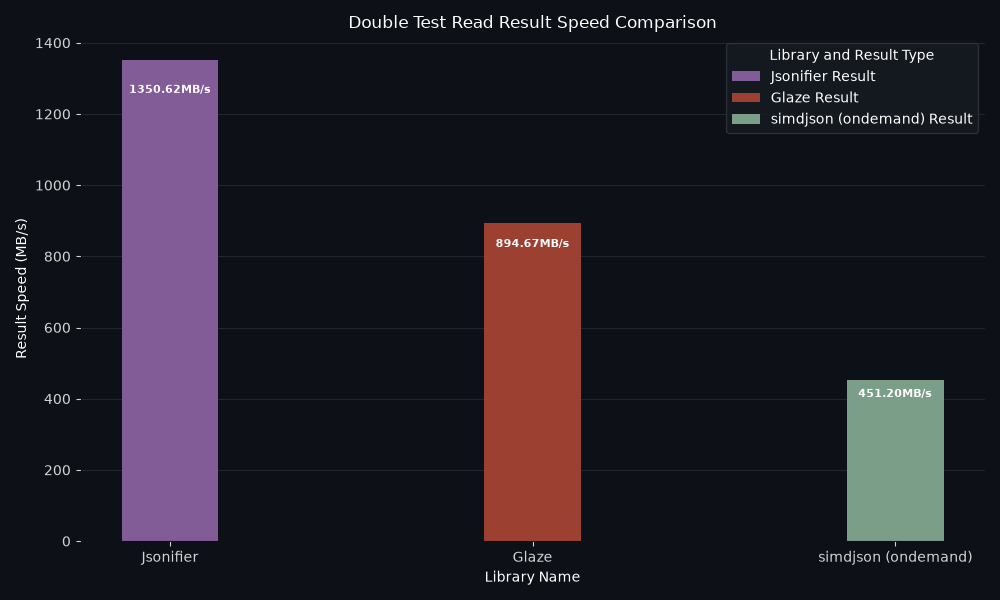 Double Test Read Result Speed Comparison
Library and Result Type
Jsonifier Result
Glaze Result
simdjson (ondemand) Result
Result Speed (MB/s)
1400
1200
1000
800
600
400
200
0
1350.62MB/s
894.67MB/s
451.20MB/s
Jsonifier
Glaze
simdjson (ondemand)
Library Name